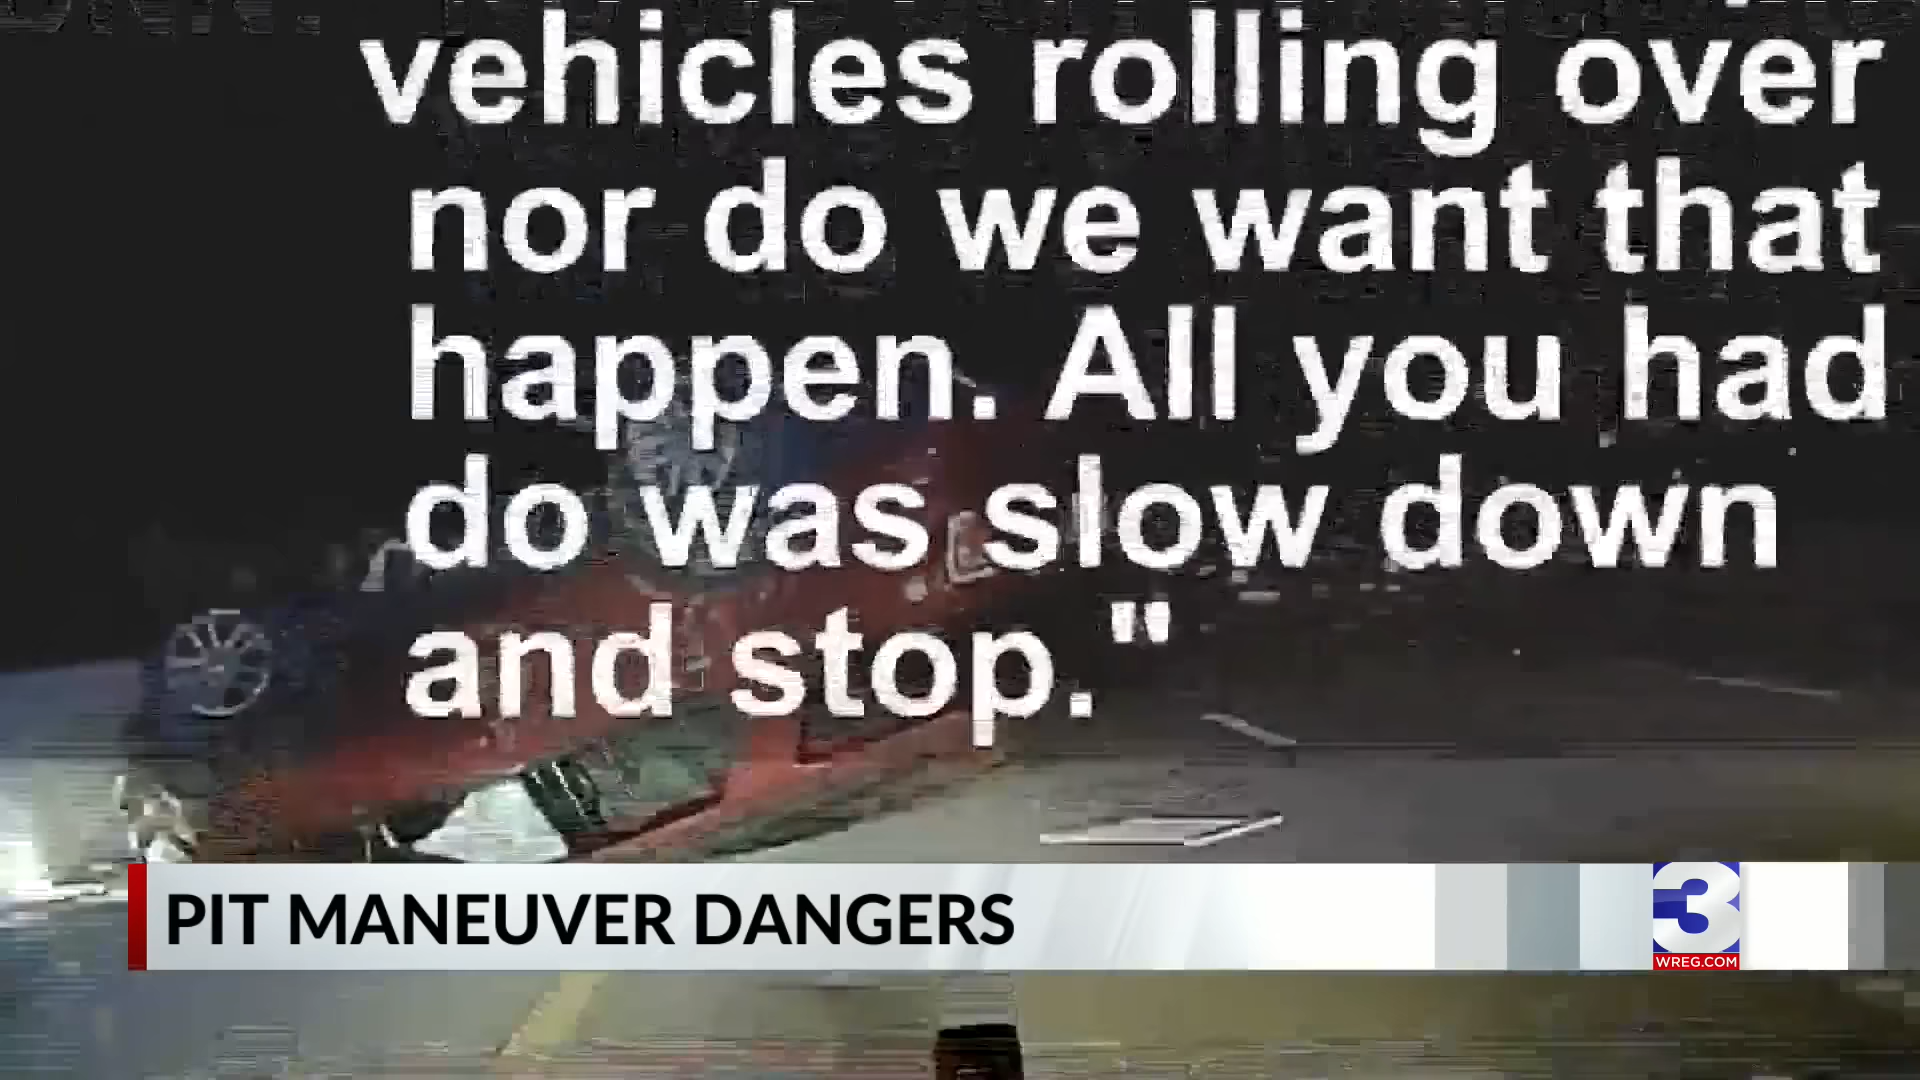 vehicles rolling over
nor do we want that
happen. All you had
do was slow down
and stop."
PIT MANEUVER DANGERS
3
WREG.COM